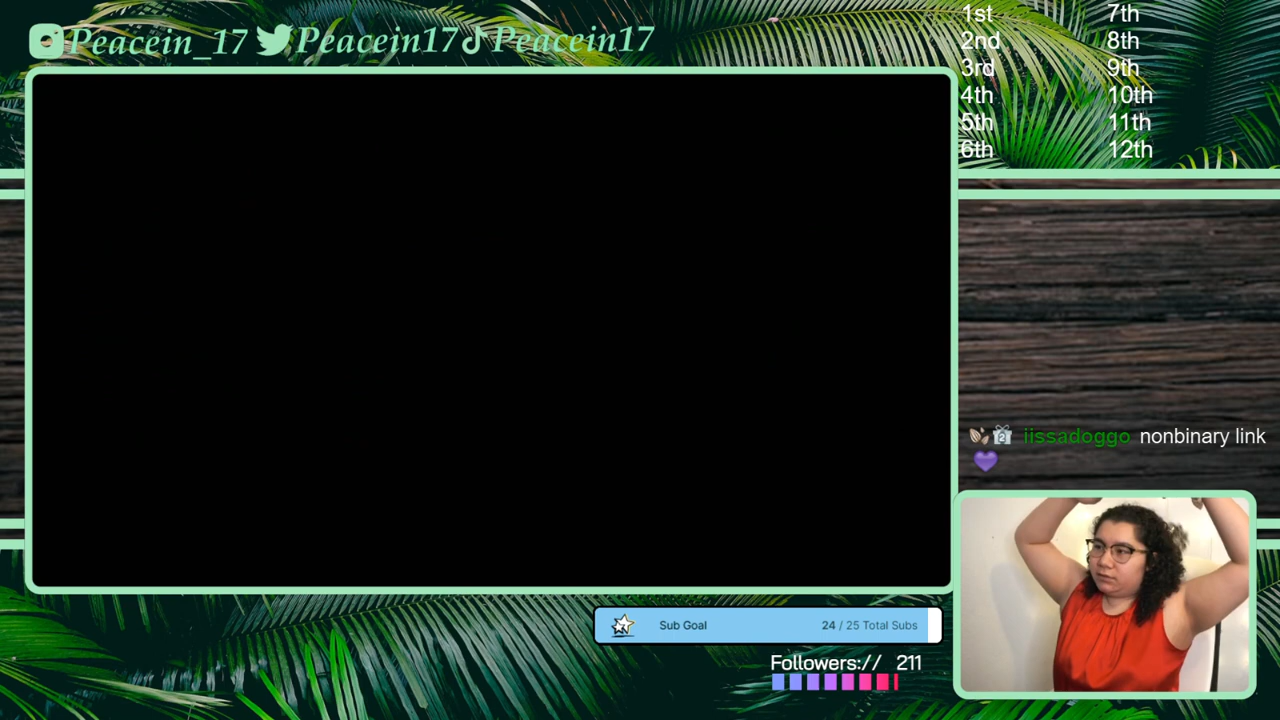 Peacein_17 Peacein17 Peacein17
1st 7th
2nd 8th
3rd 9th
4th 10th
5th 11th
6th 12th
2 iissadoggo nonbinary link
💜
Sub Goal 24 / 25 Total Subs
Followers:// 211